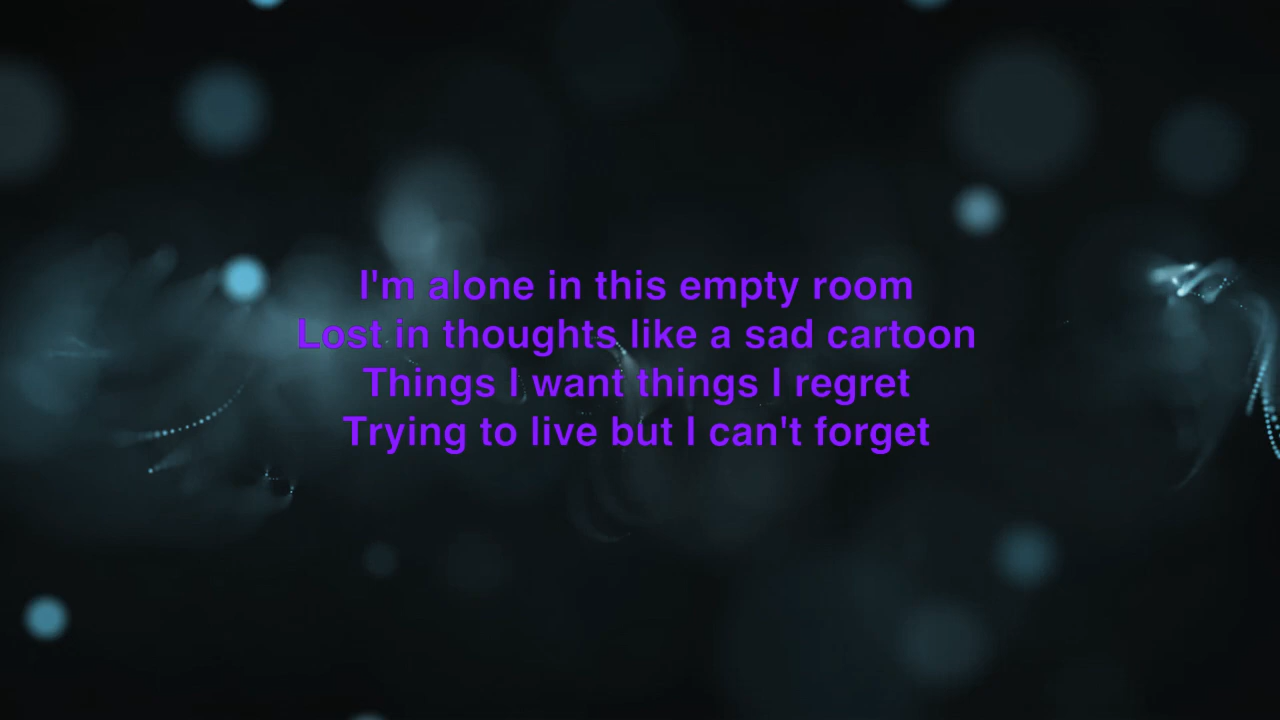 I'm alone in this empty room
Lost in thoughts like a sad cartoon
Things I want things I regret
Trying to live but I can't forget